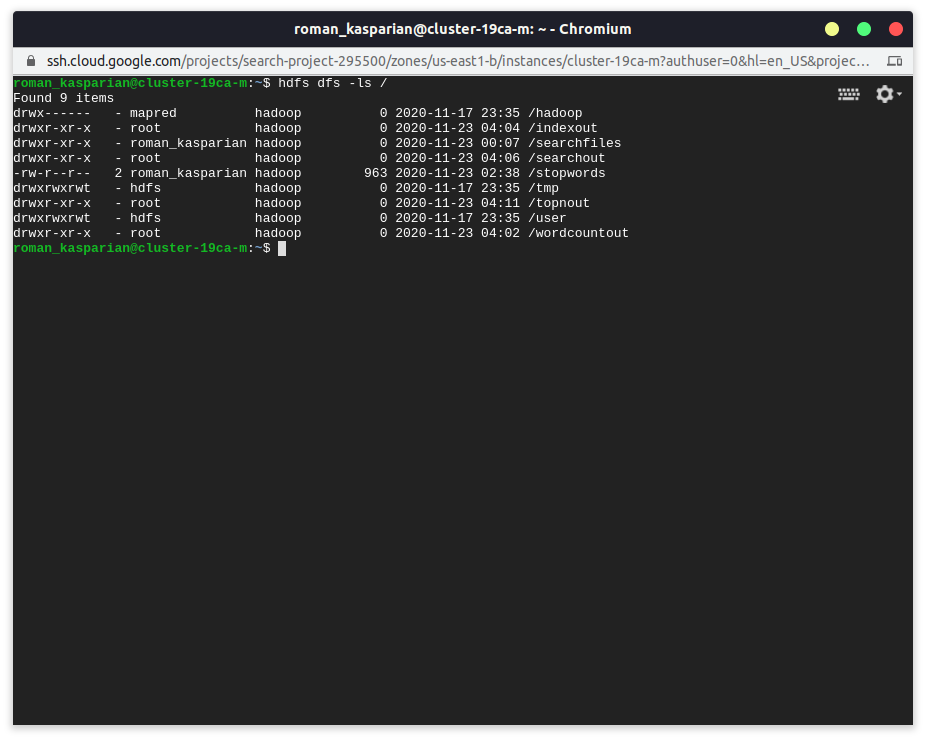 roman_kasparian@cluster-19ca-m: ~ - Chromium
ssh.cloud.google.com/projects/search-project-295500/zones/us-east1-b/instances/cluster-19ca-m?authuser=0&hl=en_US&projec...
roman_kasparian@cluster-19ca-m:~$ hdfs dfs -ls /
Found 9 items
drwx------   - mapred          hadoop          0 2020-11-17 23:35 /hadoop
drwxr-xr-x   - root            hadoop          0 2020-11-23 04:04 /indexout
drwxr-xr-x   - roman_kasparian hadoop          0 2020-11-23 00:07 /searchfiles
drwxr-xr-x   - root            hadoop          0 2020-11-23 04:06 /searchout
-rw-r--r--   2 roman_kasparian hadoop        963 2020-11-23 02:38 /stopwords
drwxrwxrwt   - hdfs            hadoop          0 2020-11-17 23:35 /tmp
drwxr-xr-x   - root            hadoop          0 2020-11-23 04:11 /topnout
drwxrwxrwt   - hdfs            hadoop          0 2020-11-17 23:35 /user
drwxr-xr-x   - root            hadoop          0 2020-11-23 04:02 /wordcountout
roman_kasparian@cluster-19ca-m:~$